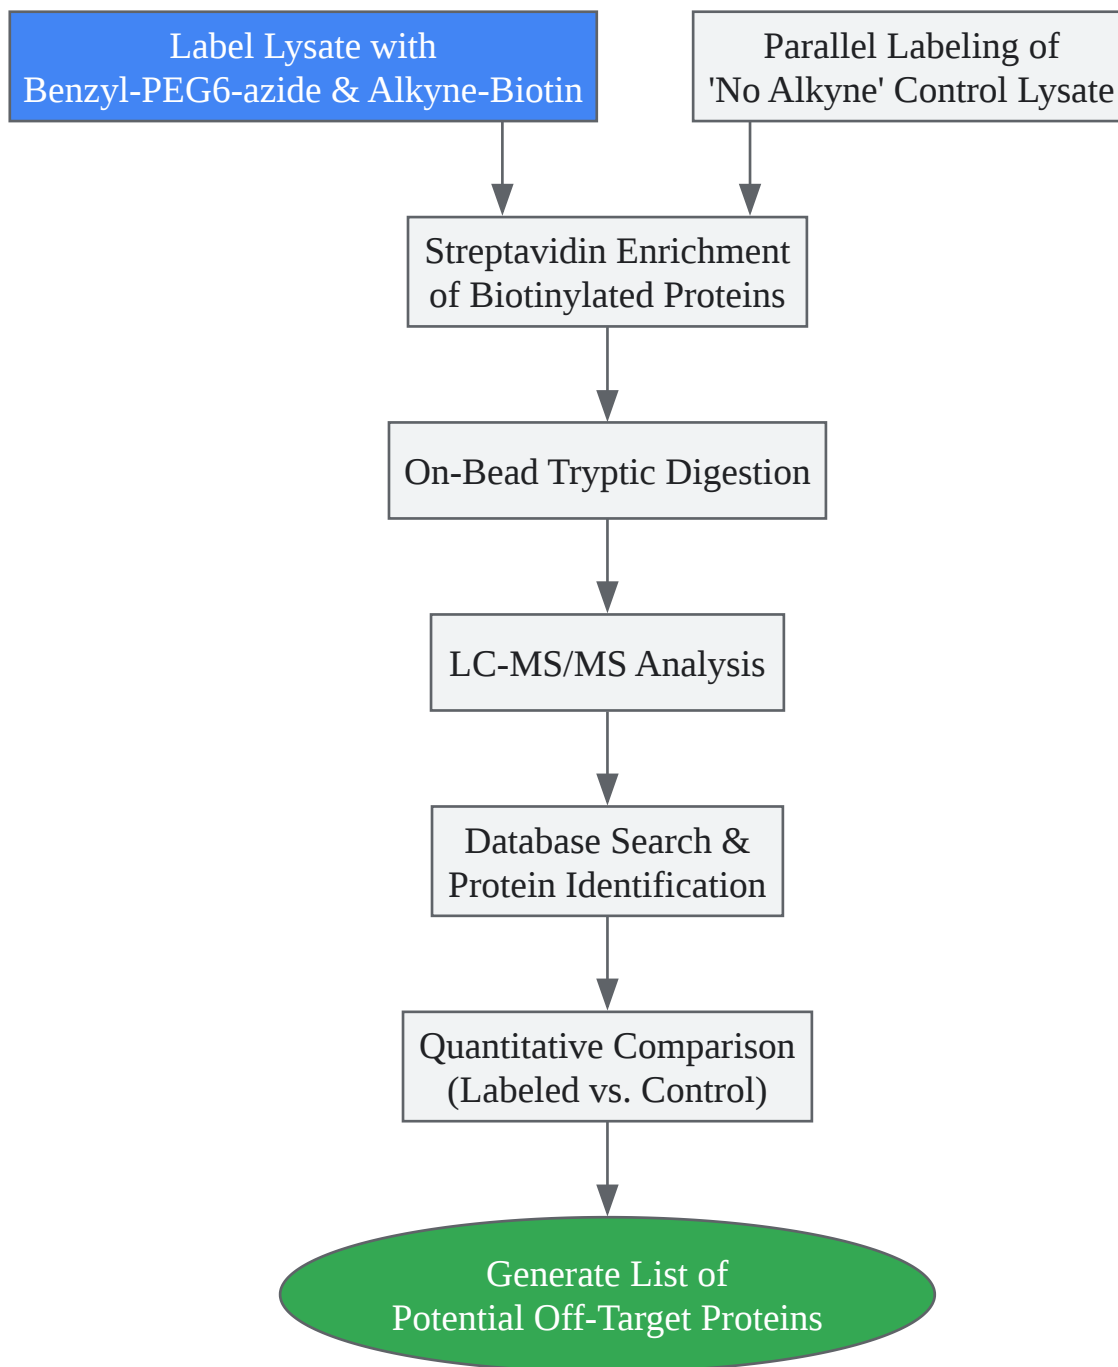 Label Lysate with
Benzyl-PEG6-azide & Alkyne-Biotin
Parallel Labeling of
'No Alkyne' Control Lysate
Streptavidin Enrichment
of Biotinylated Proteins
On-Bead Tryptic Digestion
LC-MS/MS Analysis
Database Search &
Protein Identification
Quantitative Comparison
(Labeled vs. Control)
Generate List of
Potential Off-Target Proteins